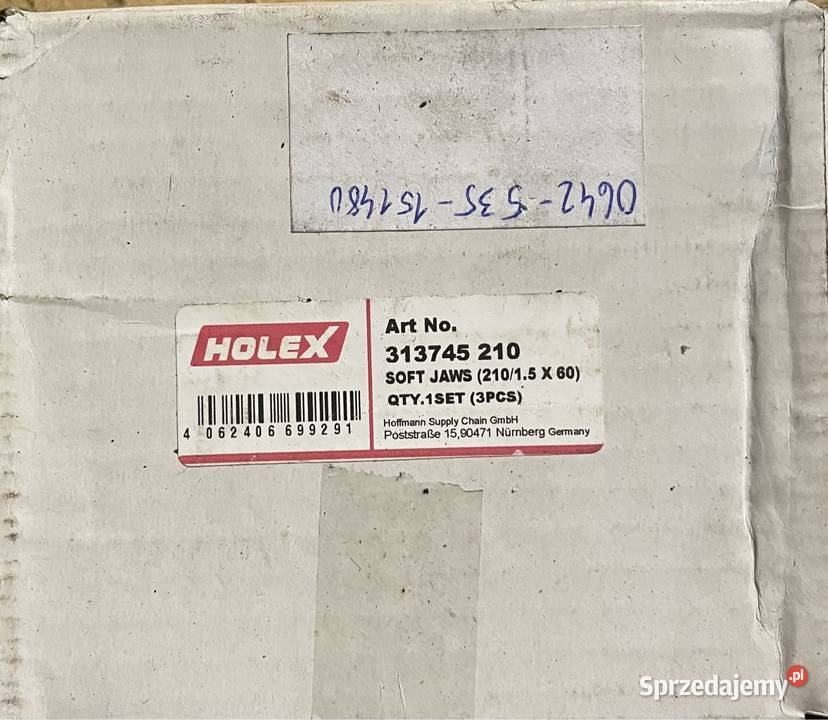 0642-535-151480
HOLEX
Art No.
313745 210
SOFT JAWS (210/1.5 X 60)
QTY.1SET (3PCS)
Hoffmann Supply Chain GmbH
Poststraße 15,90471 Nürnberg Germany
4 062406 699291
Sprzedajemy.pl